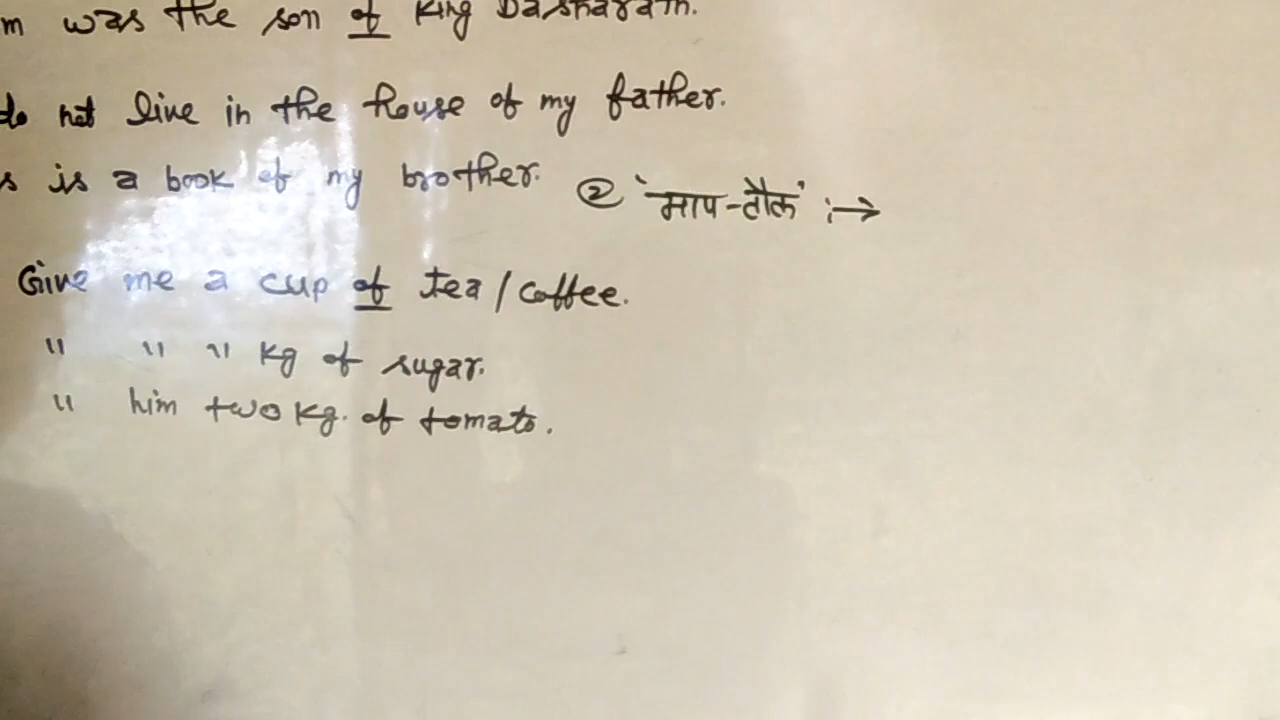 m was the son of King Dasharath.
do not live in the house of my father.
s is a book of my brother.
② 'माप-तौल' :→
Give me a cup of tea / coffee.
" " " kg of sugar.
" him two kg. of tomato.